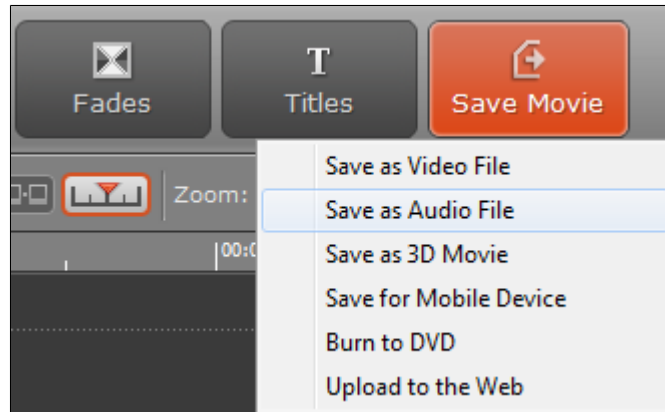 Fades
T
Titles
Save Movie
Zoom:
Save as Video File
Save as Audio File
Save as 3D Movie
Save for Mobile Device
Burn to DVD
Upload to the Web